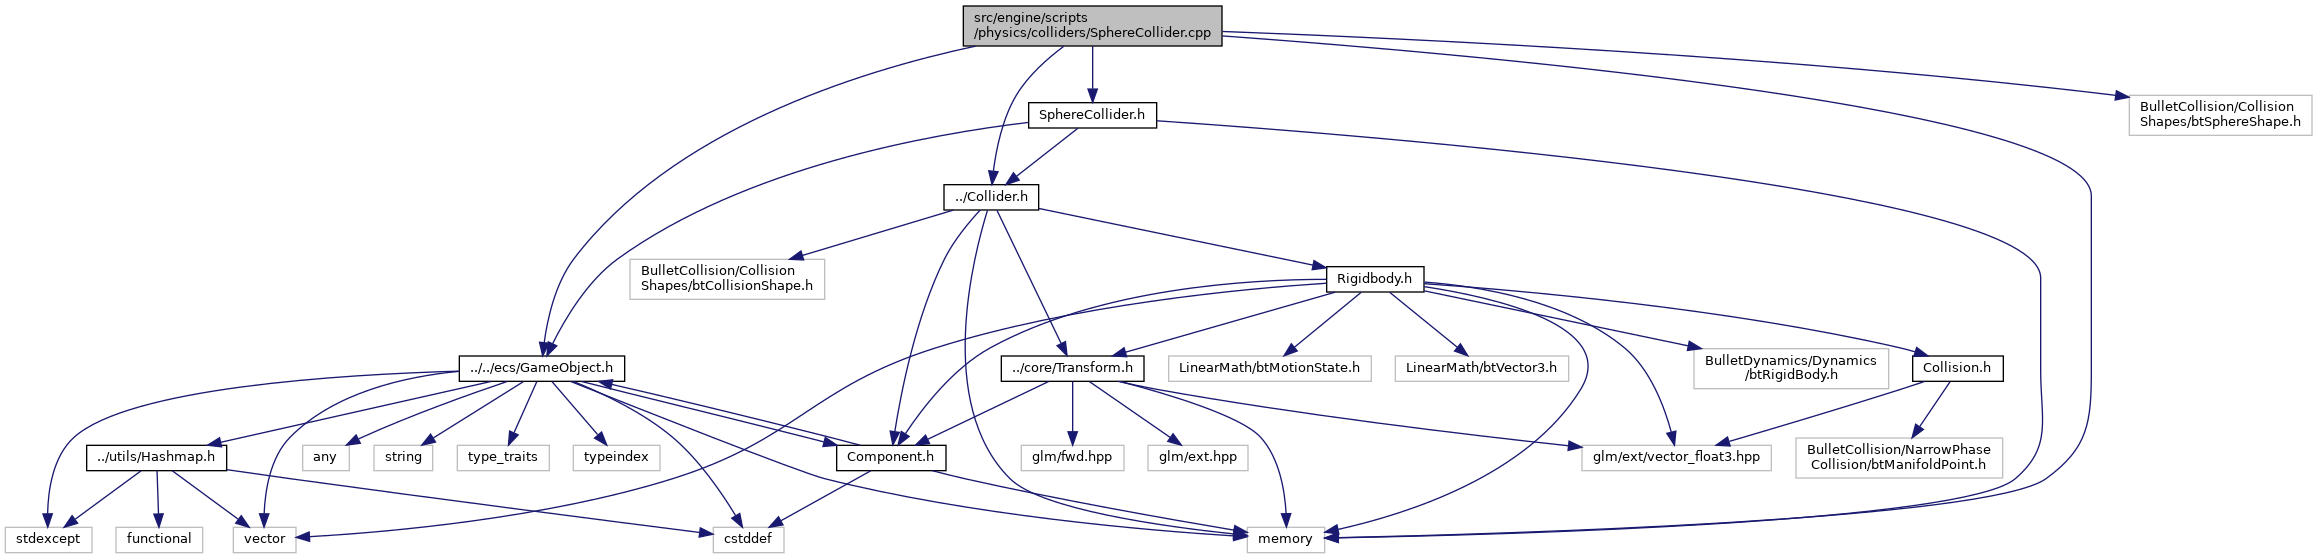 src/engine/scripts
/physics/colliders/SphereCollider.cpp
BulletCollision/Collision
Shapes/btSphereShape.h
SphereCollider.h
../Collider.h
BulletCollision/Collision
Shapes/btCollisionShape.h
Rigidbody.h
../../ecs/GameObject.h
../core/Transform.h
LinearMath/btMotionState.h
LinearMath/btVector3.h
BulletDynamics/Dynamics
/btRigidBody.h
Collision.h
../utils/Hashmap.h
any
string
type_traits
typeindex
Component.h
glm/fwd.hpp
glm/ext.hpp
glm/ext/vector_float3.hpp
BulletCollision/NarrowPhase
Collision/btManifoldPoint.h
stdexcept
functional
vector
cstddef
memory